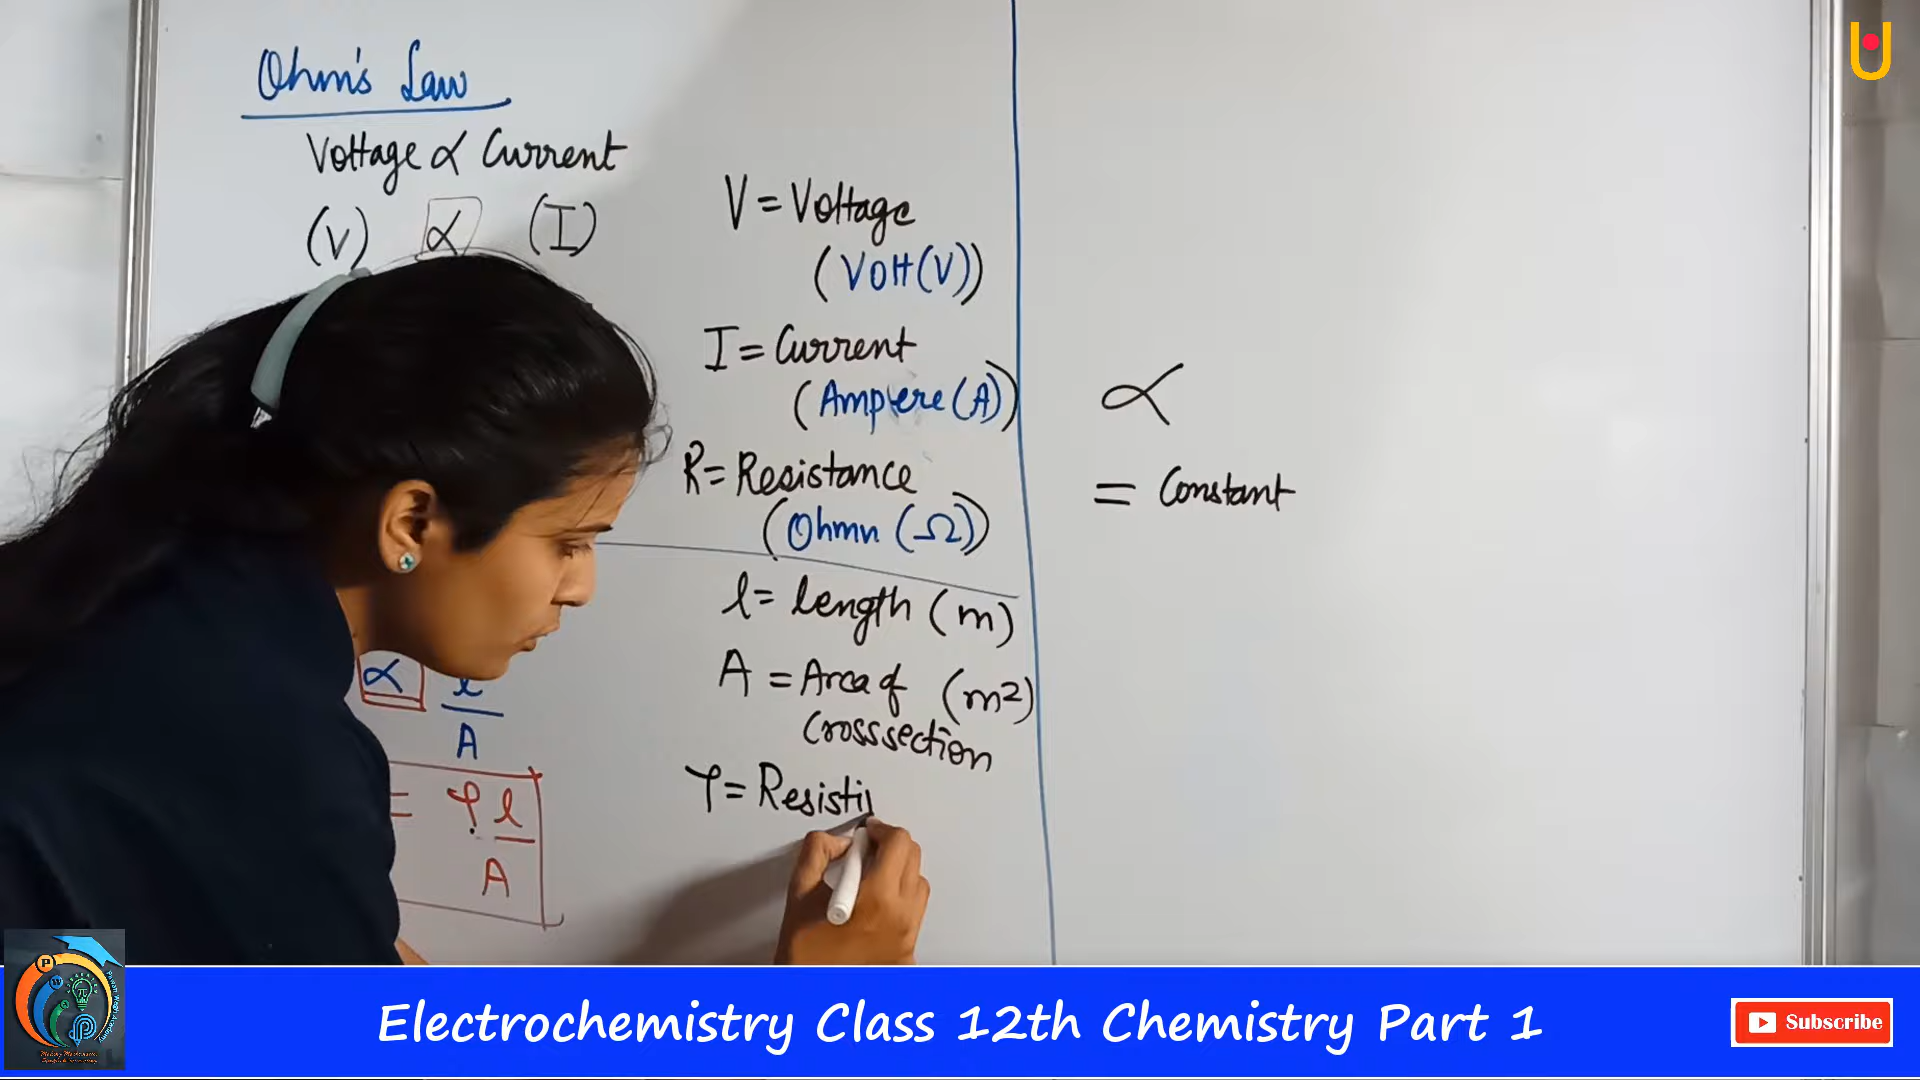 Ohm's Law
Voltage ∝ Current
(V) ∝ (I)
V = Voltage
(Volt (V))
I = Current
(Ampere (A))
R = Resistance
(Ohmn (Ω))
l = length (m)
A = Area of (m²)
Crosssection
ρ = Resisti
∝ l
A
= ρ l
A
∝
= Constant
Electrochemistry Class 12th Chemistry Part 1
Subscribe